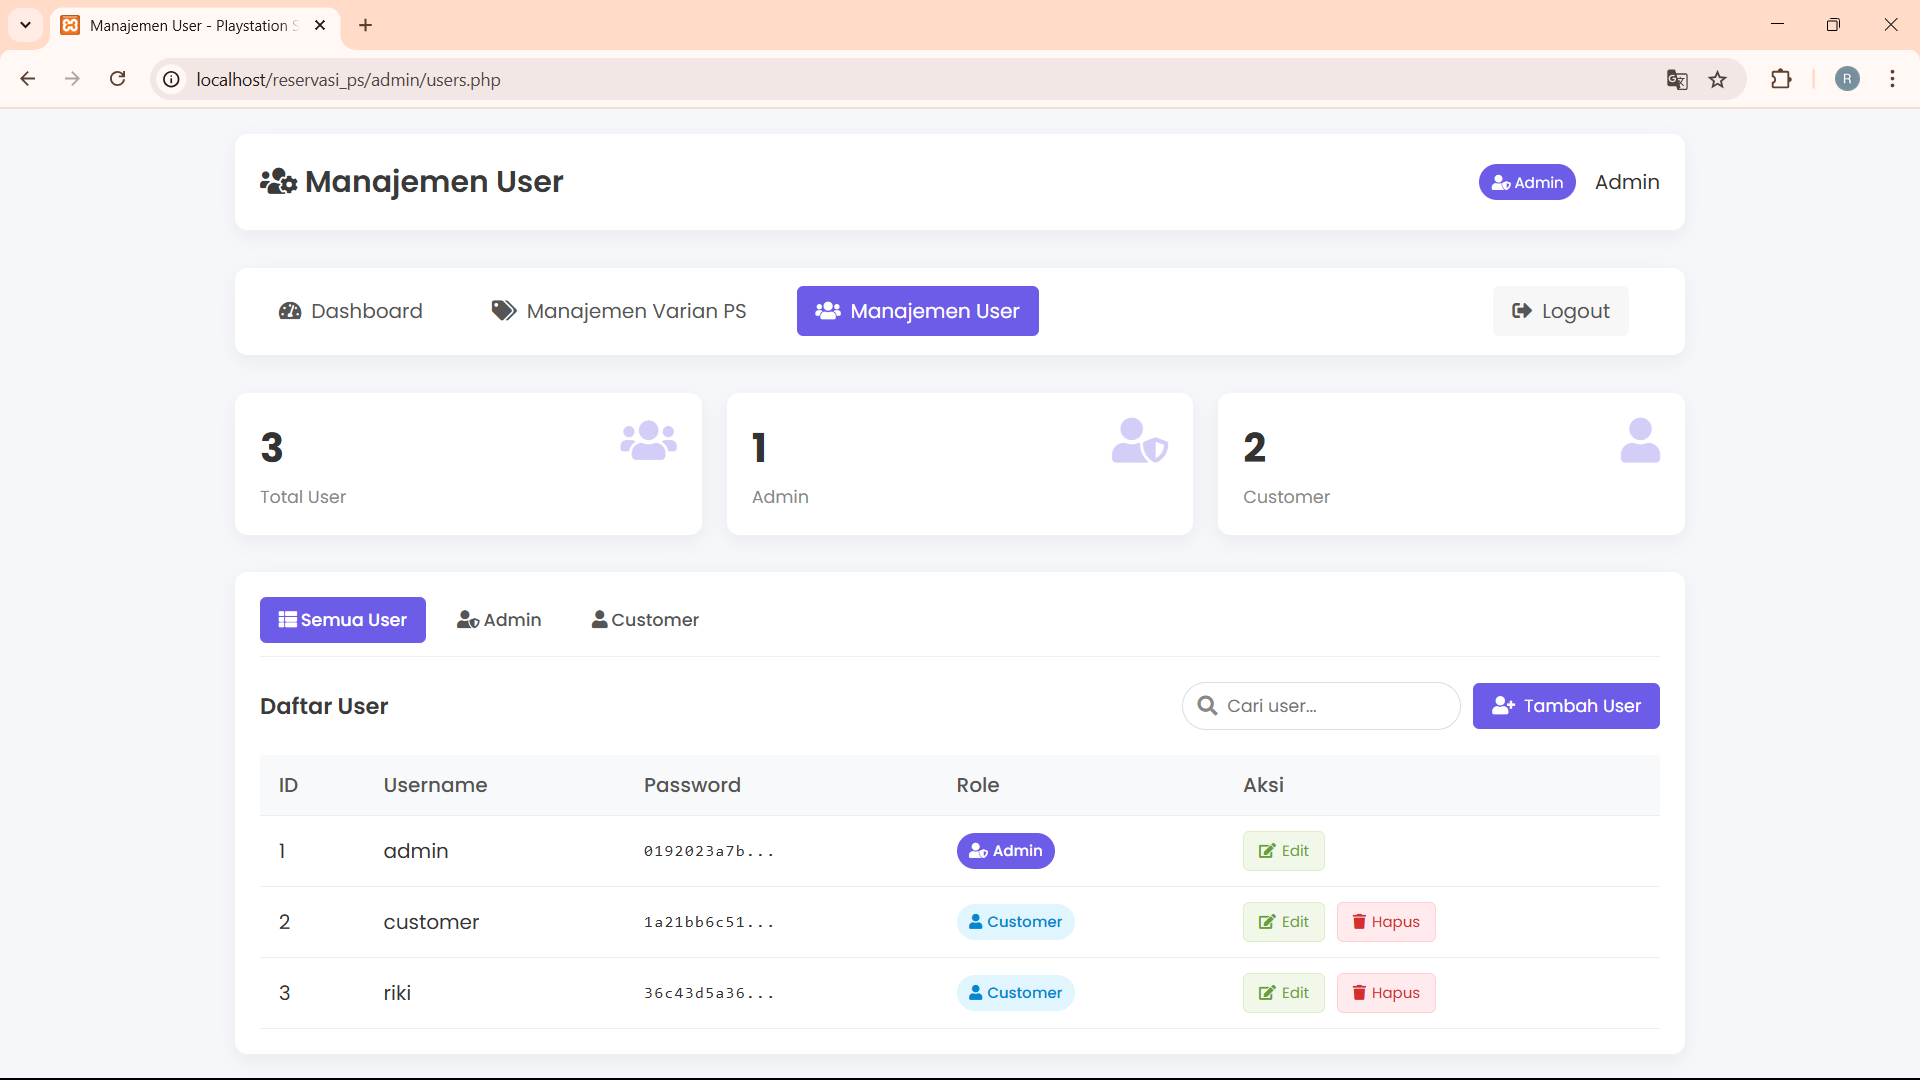 Manajemen User - Playstation S
localhost/reservasi_ps/admin/users.php
R
Manajemen User
Admin
Admin
Dashboard
Manajemen Varian PS
Manajemen User
Logout
3
Total User
1
Admin
2
Customer
Semua User
Admin
Customer
Daftar User
Cari user...
Tambah User
ID Username Password Role Aksi
1 admin 0192023a7b... Admin Edit
2 customer 1a21bb6c51... Customer Edit Hapus
3 riki 36c43d5a36... Customer Edit Hapus